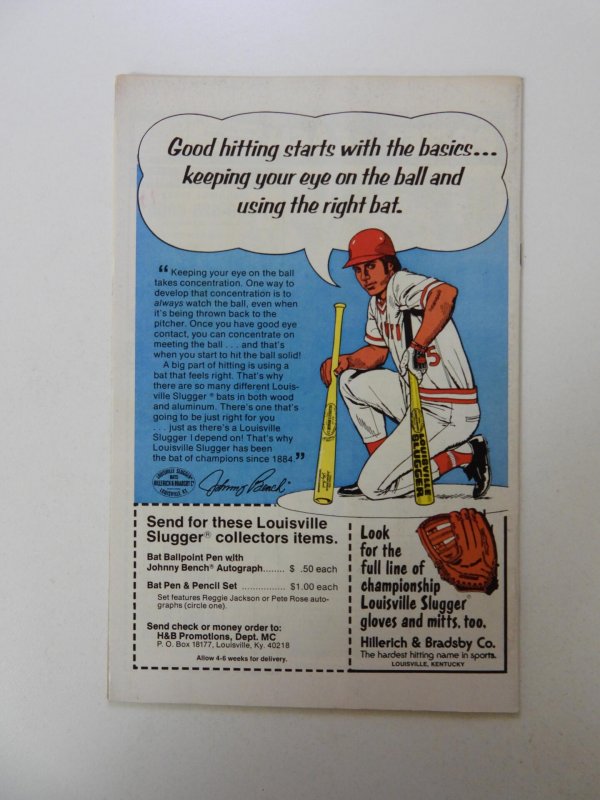 Good hitting starts with the basics...
keeping your eye on the ball and
using the right bat.
“ Keeping your eye on the ball
takes concentration. One way to
develop that concentration is to
always watch the ball, even when
it's being thrown back to the
pitcher. Once you have good eye
contact, you can concentrate on
meeting the ball . . . and that's
when you start to hit the ball solid!
A big part of hitting is using a
bat that feels right. That's why
there are so many different Louis-
ville Slugger® bats in both wood
and aluminum. There's one that's
going to be just right for you
. . . just as there's a Louisville
Slugger I depend on! That's why
Louisville Slugger has been
the bat of champions since 1884 ”
LOUISVILLE SLUGGER
BATS
HILLERICH & BRADSBY CO
LOUISVILLE, KY.
Johnny Bench
5
LOUISVILLE
SLUGGER
Send for these Louisville
Slugger® collectors items.
Bat Ballpoint Pen with
Johnny Bench® Autograph........ $ .50 each
Bat Pen & Pencil Set ............... $1.00 each
Set features Reggie Jackson or Pete Rose auto-
graphs (circle one).
Send check or money order to:
H&B Promotions, Dept. MC
P. O. Box 18177, Louisville, Ky. 40218
Allow 4-6 weeks for delivery.
Look
for the
full line of
championship
Louisville Slugger
gloves and mitts, too.
Hillerich & Bradsby Co.
The hardest hitting name in sports.
LOUISVILLE, KENTUCKY